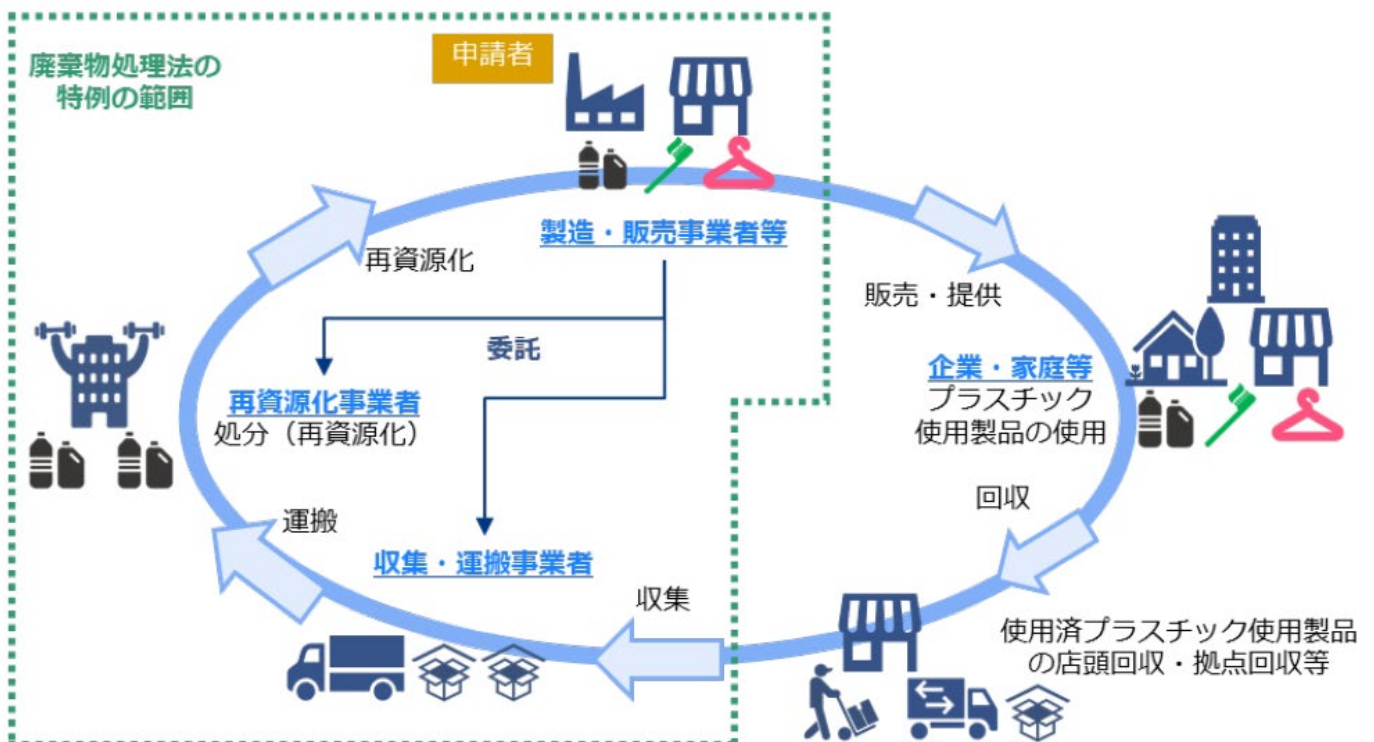 廃棄物処理法の
特例の範囲
申請者
製造・販売事業者等
再資源化
販売・提供
委託
企業・家庭等
プラスチック
使用製品の使用
再資源化事業者
処分（再資源化）
回収
運搬
収集・運搬事業者
収集
使用済プラスチック使用製品
の店頭回収・拠点回収等